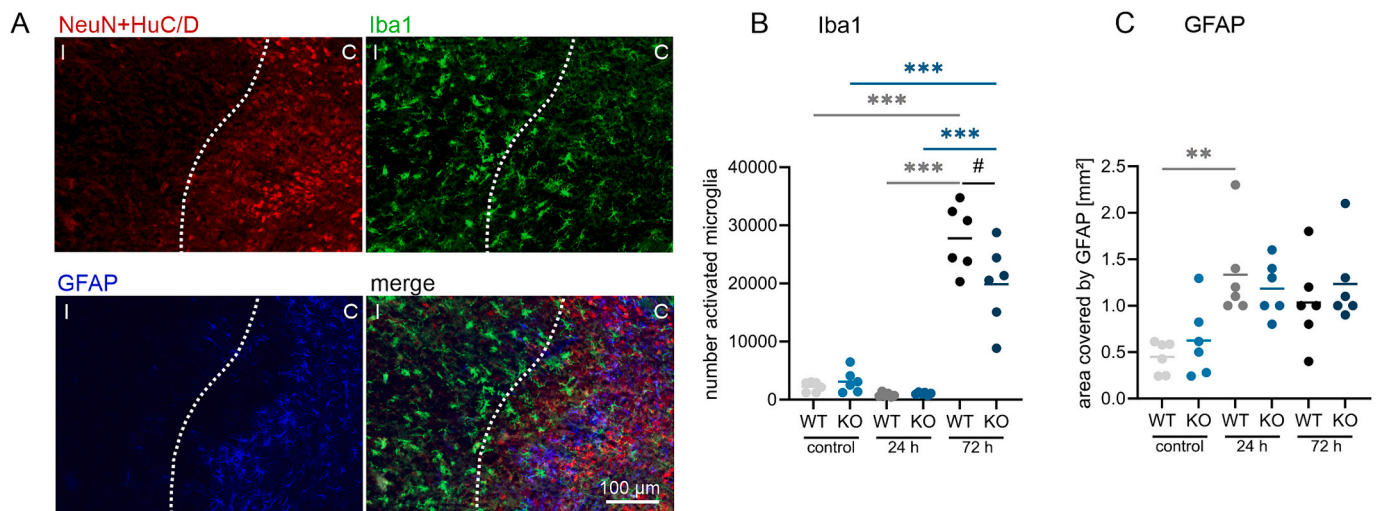 A
NeuN+HuC/D
Iba1
I
C
I
C
GFAP
merge
I
C
I
C
100 µm
B
Iba1
***
***
***
***
#
number activated microglia
40000
30000
20000
10000
0
WT KO WT KO WT KO
control 24 h 72 h
C
GFAP
**
area covered by GFAP [mm²]
2.5
2.0
1.5
1.0
0.5
0.0
WT KO WT KO WT KO
control 24 h 72 h